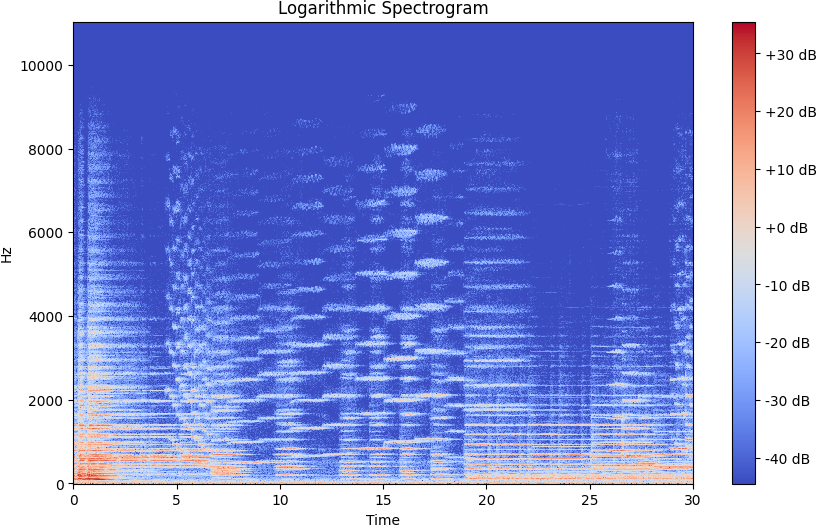 Logarithmic Spectrogram
Hz
10000
8000
6000
4000
2000
0
0 5 10 15 20 25 30
Time
+30 dB
+20 dB
+10 dB
+0 dB
-10 dB
-20 dB
-30 dB
-40 dB